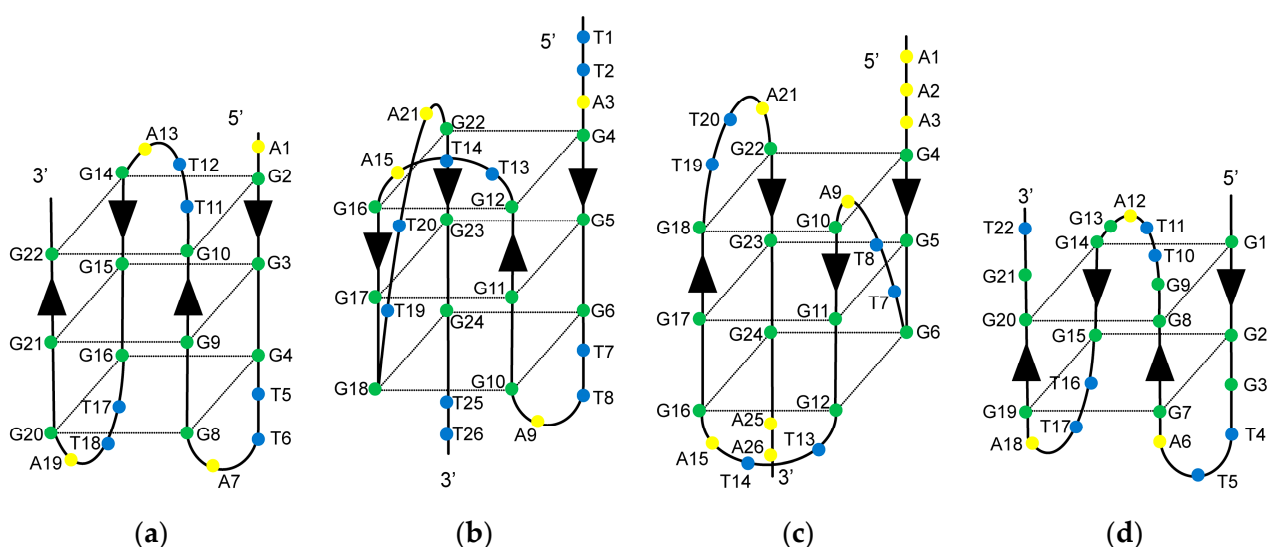 5’
A1
A13
T12
G14
G2
3’
T11
G22
G10
G15
G3
G21
G9
G16
G4
T5
T17
T18
G20
G8
T6
A19
A7
(a)
5’
T1
T2
A3
A21
G22
G4
T14
A15
T13
G16
G12
G5
T20
G23
G17
G11
T19
G24
G6
T7
G18
G10
T25
T8
T26
A9
3’
(b)
5’
A1
A2
A3
A21
T20
T19
G22
G4
A9
G18
G10
G23
G5
T8
T7
G17
G11
G24
G6
G16
G12
A25
T13
A15
A26
T14
3’
(c)
5’
3’
A12
T22
G13
T11
G14
T10
G1
G21
G9
G20
G8
G15
G2
T16
G3
G19
G7
T17
T4
A18
A6
T5
(d)